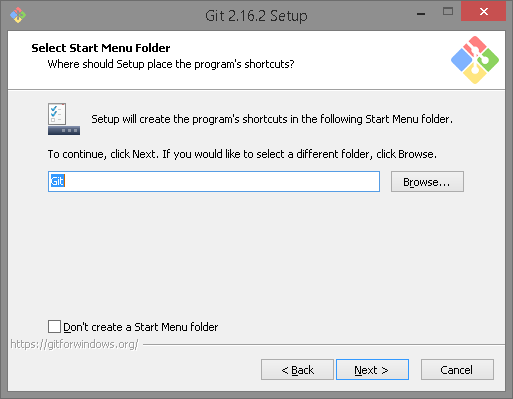 Git 2.16.2 Setup
Select Start Menu Folder
Where should Setup place the program's shortcuts?
Setup will create the program's shortcuts in the following Start Menu folder.
To continue, click Next. If you would like to select a different folder, click Browse.
Git
Browse...
Don't create a Start Menu folder
https://gitforwindows.org/
< Back
Next >
Cancel